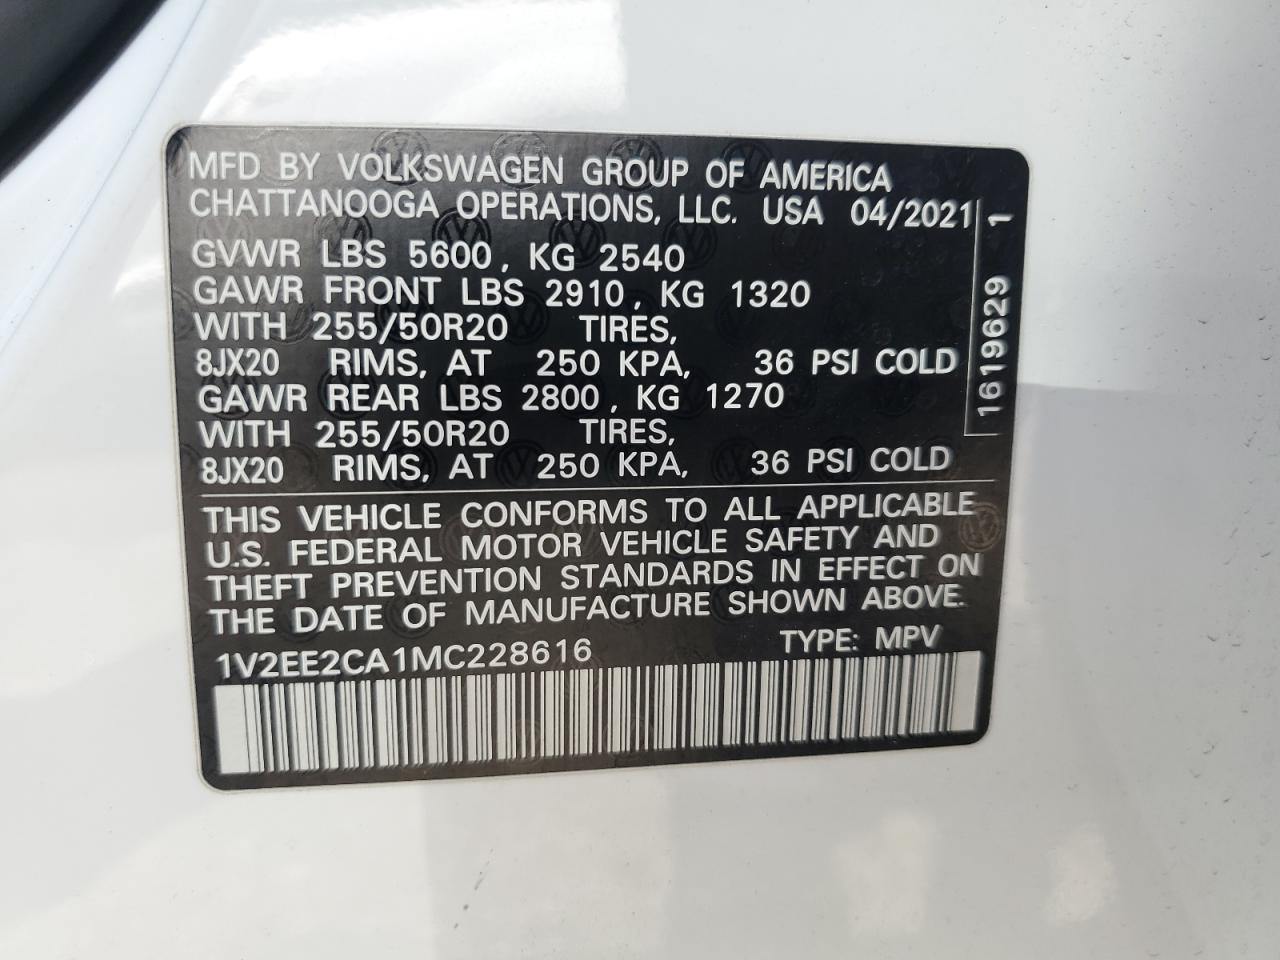 MFD BY VOLKSWAGEN GROUP OF AMERICA
CHATTANOOGA OPERATIONS, LLC. USA 04/2021
GVWR LBS 5600, KG 2540
GAWR FRONT LBS 2910, KG 1320
WITH 255/50R20 TIRES,
8JX20 RIMS, AT 250 KPA, 36 PSI COLD
GAWR REAR LBS 2800, KG 1270
WITH 255/50R20 TIRES,
8JX20 RIMS, AT 250 KPA, 36 PSI COLD
1619629 1
THIS VEHICLE CONFORMS TO ALL APPLICABLE
U.S. FEDERAL MOTOR VEHICLE SAFETY AND
THEFT PREVENTION STANDARDS IN EFFECT ON
THE DATE OF MANUFACTURE SHOWN ABOVE.
1V2EE2CA1MC228616 TYPE: MPV